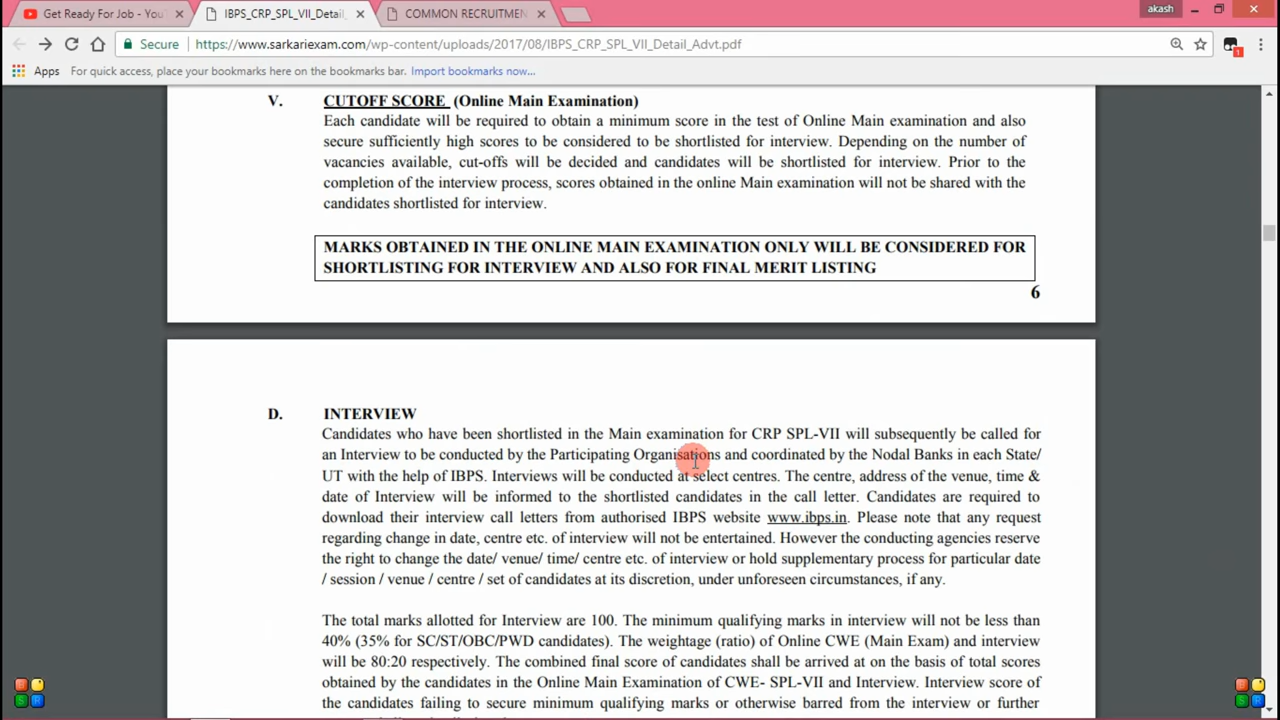 Get Ready For Job - You
IBPS_CRP_SPL_VII_Detail
COMMON RECRUITMEN
akash
Secure
https://www.sarkariexam.com/wp-content/uploads/2017/08/IBPS_CRP_SPL_VII_Detail_Advt.pdf
1
Apps
For quick access, place your bookmarks here on the bookmarks bar.
Import bookmarks now...
V. CUTOFF SCORE (Online Main Examination)
Each candidate will be required to obtain a minimum score in the test of Online Main examination and also
secure sufficiently high scores to be considered to be shortlisted for interview. Depending on the number of
vacancies available, cut-offs will be decided and candidates will be shortlisted for interview. Prior to the
completion of the interview process, scores obtained in the online Main examination will not be shared with the
candidates shortlisted for interview.
MARKS OBTAINED IN THE ONLINE MAIN EXAMINATION ONLY WILL BE CONSIDERED FOR
SHORTLISTING FOR INTERVIEW AND ALSO FOR FINAL MERIT LISTING
6
D. INTERVIEW
Candidates who have been shortlisted in the Main examination for CRP SPL-VII will subsequently be called for
an Interview to be conducted by the Participating Organisations and coordinated by the Nodal Banks in each State/
UT with the help of IBPS. Interviews will be conducted at select centres. The centre, address of the venue, time &
date of Interview will be informed to the shortlisted candidates in the call letter. Candidates are required to
download their interview call letters from authorised IBPS website www.ibps.in. Please note that any request
regarding change in date, centre etc. of interview will not be entertained. However the conducting agencies reserve
the right to change the date/ venue/ time/ centre etc. of interview or hold supplementary process for particular date
/ session / venue / centre / set of candidates at its discretion, under unforeseen circumstances, if any.
The total marks allotted for Interview are 100. The minimum qualifying marks in interview will not be less than
40% (35% for SC/ST/OBC/PWD candidates). The weightage (ratio) of Online CWE (Main Exam) and interview
will be 80:20 respectively. The combined final score of candidates shall be arrived at on the basis of total scores
obtained by the candidates in the Online Main Examination of CWE- SPL-VII and Interview. Interview score of
the candidates failing to secure minimum qualifying marks or otherwise barred from the interview or further
S R
S R